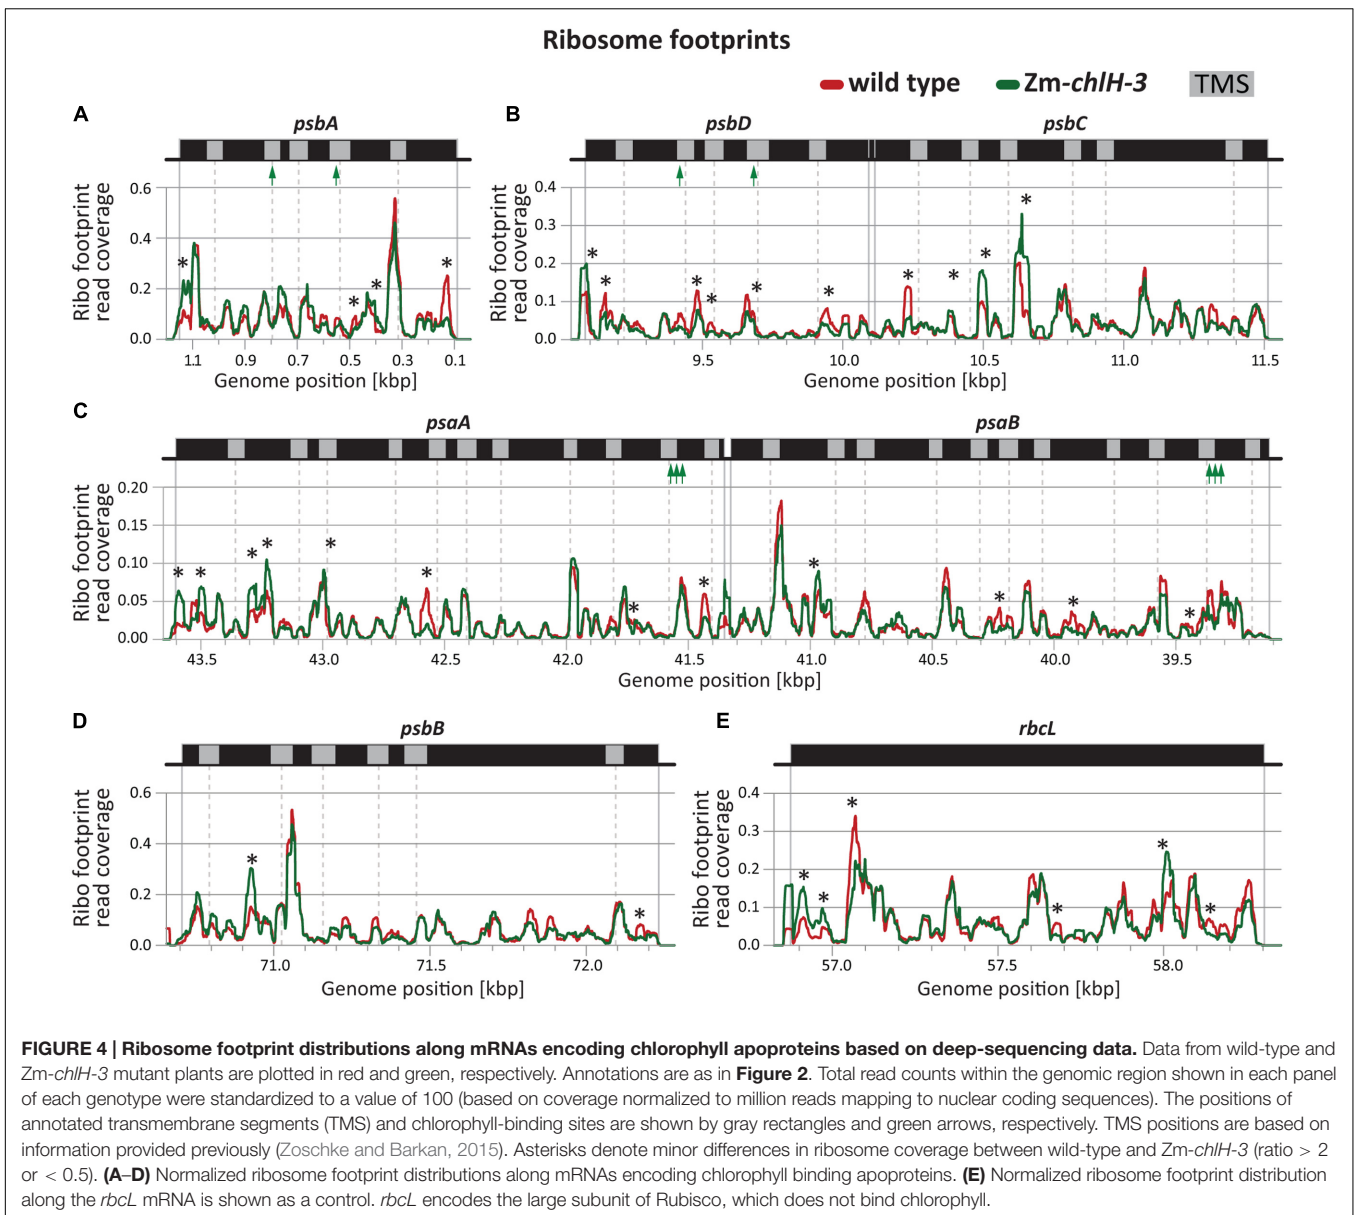 Ribosome footprints
wild type Zm-chlH-3 TMS
A
psbA
Ribo footprint
read coverage
0.6
0.4
0.2
0.0
* * * *
1.1 0.9 0.7 0.5 0.3 0.1
Genome position [kbp]
B
psbD psbC
Ribo footprint
read coverage
0.4
0.3
0.2
0.1
0.0
* * * * * * * * * *
9.5 10.0 10.5 11.0 11.5
Genome position [kbp]
C
psaA psaB
Ribo footprint
read coverage
0.20
0.15
0.10
0.05
0.00
* * * * * * * * * * * *
43.5 43.0 42.5 42.0 41.5 41.0 40.5 40.0 39.5
Genome position [kbp]
D
psbB
Ribo footprint
read coverage
0.6
0.4
0.2
0.0
* *
71.0 71.5 72.0
Genome position [kbp]
E
rbcL
Ribo footprint
read coverage
0.4
0.3
0.2
0.1
0.0
* * * * * *
57.0 57.5 58.0
Genome position [kbp]
FIGURE 4 | Ribosome footprint distributions along mRNAs encoding chlorophyll apoproteins based on deep-sequencing data. Data from wild-type and
Zm-chlH-3 mutant plants are plotted in red and green, respectively. Annotations are as in Figure 2. Total read counts within the genomic region shown in each panel
of each genotype were standardized to a value of 100 (based on coverage normalized to million reads mapping to nuclear coding sequences). The positions of
annotated transmembrane segments (TMS) and chlorophyll-binding sites are shown by gray rectangles and green arrows, respectively. TMS positions are based on
information provided previously (Zoschke and Barkan, 2015). Asterisks denote minor differences in ribosome coverage between wild-type and Zm-chlH-3 (ratio > 2
or < 0.5). (A–D) Normalized ribosome footprint distributions along mRNAs encoding chlorophyll binding apoproteins. (E) Normalized ribosome footprint distribution
along the rbcL mRNA is shown as a control. rbcL encodes the large subunit of Rubisco, which does not bind chlorophyll.